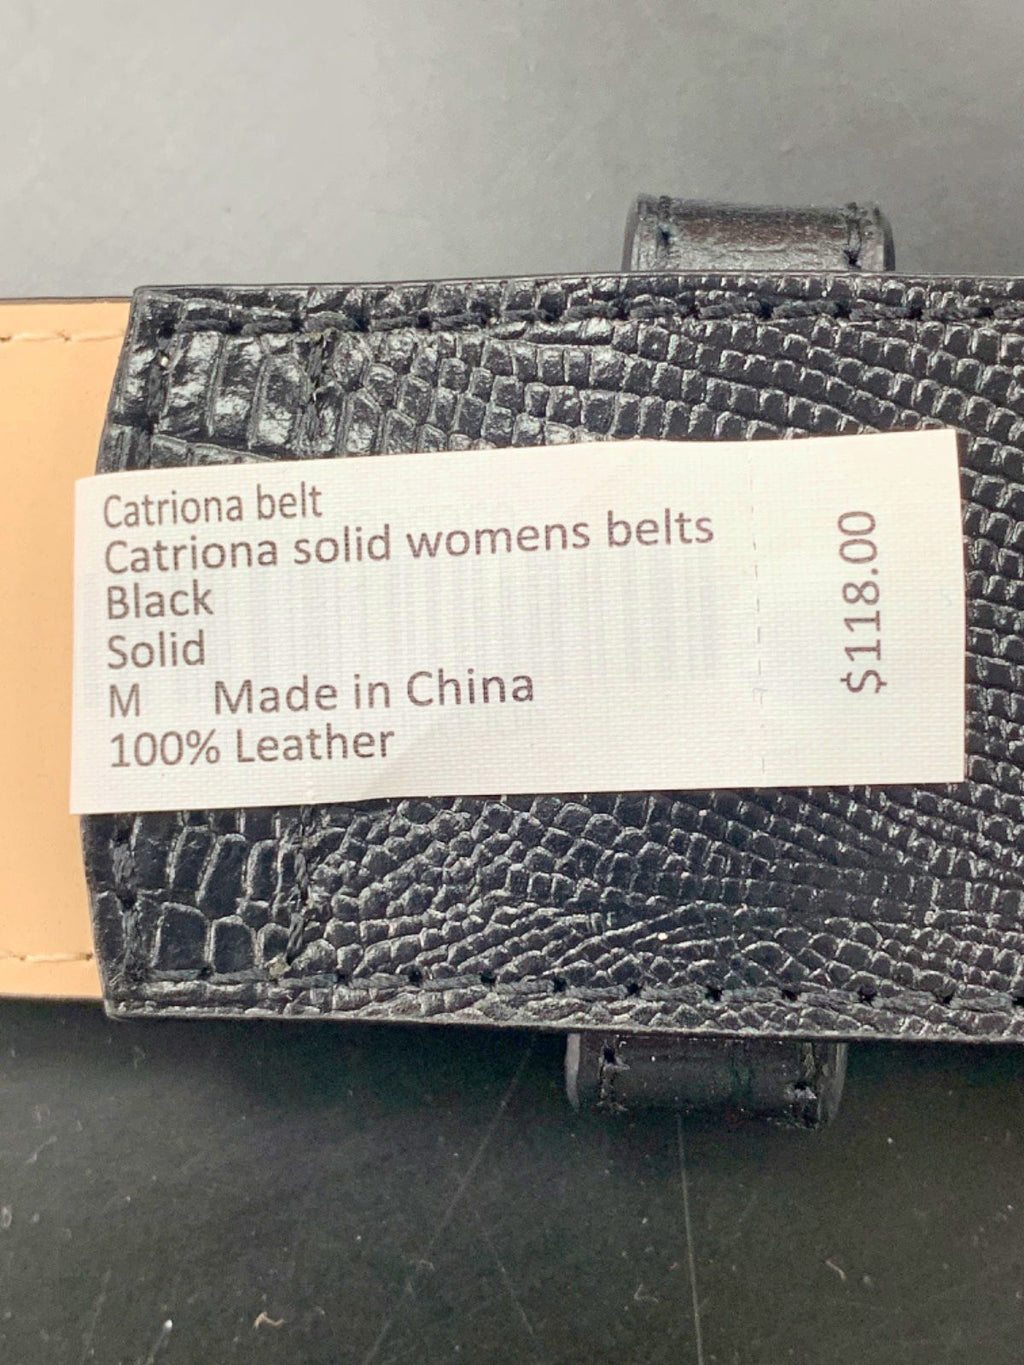 Catriona belt
Catriona solid womens belts
Black
Solid
M Made in China
100% Leather
$118.00